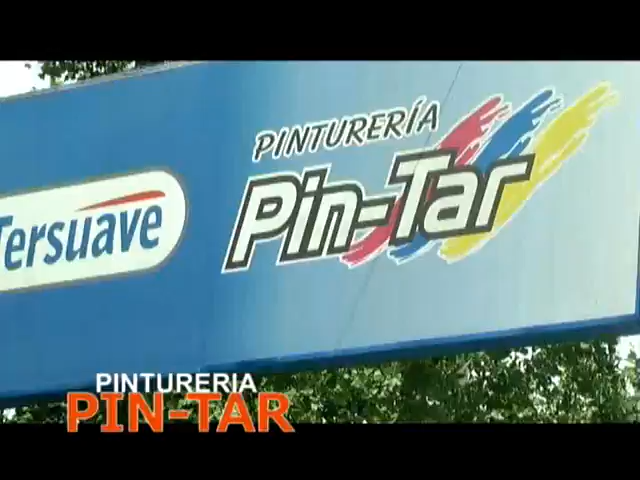 PINTURERÍA
Pin-Tar
Tersuave
PINTURERIA
PIN-TAR